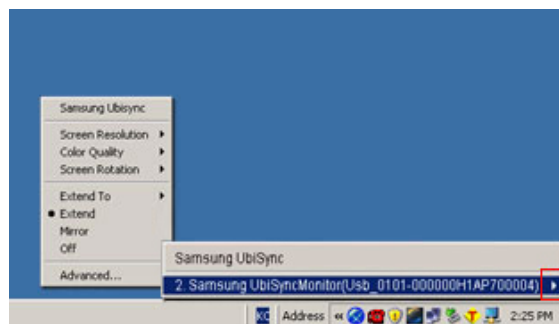 Samsung Ubisync
Screen Resolution
Color Quality
Screen Rotation
Extend To
Extend
Mirror
Off
Advanced...
Samsung UbiSync
2. Samsung UbiSyncMonitor(Usb_0101-000000H1AP700004)
Address « 2:25 PM